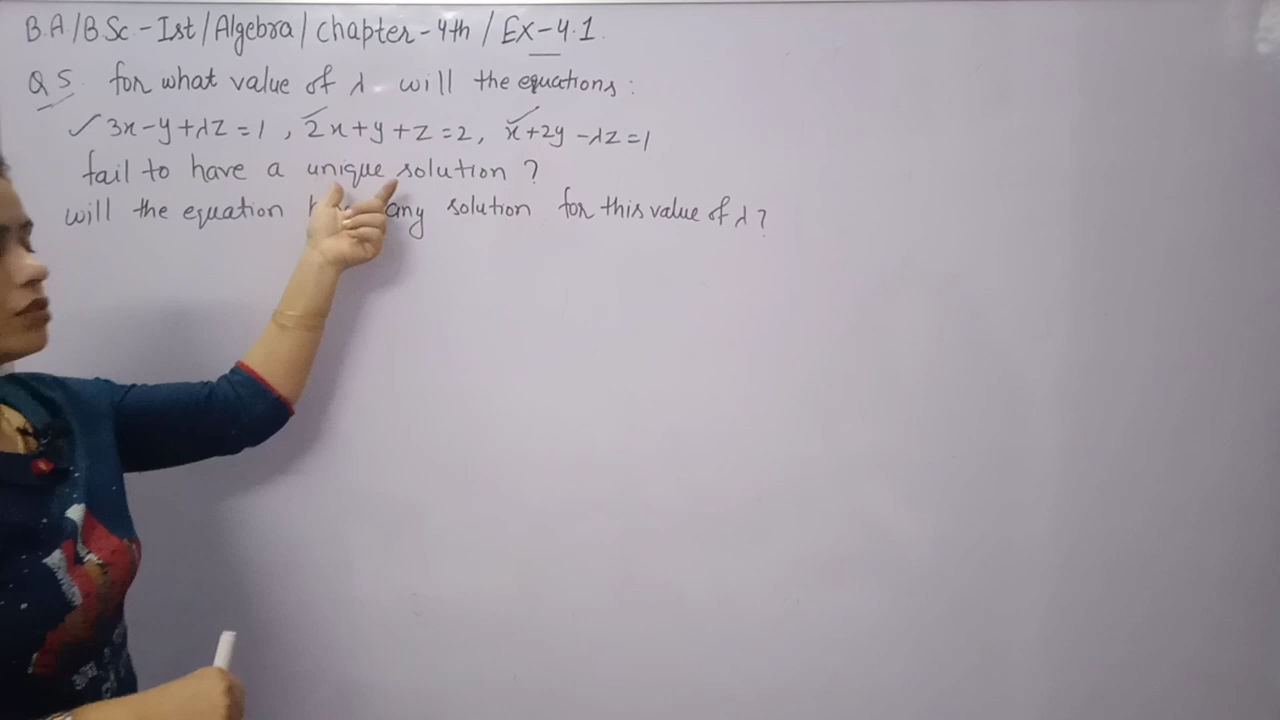 B.A/BSc.-Ist/Algebra/chapter-4th/Ex-4.1.
Q5. for what value of λ will the equations:
3x-y+λz=1, 2x+y+z=2, x+2y-λz=1
fail to have a unique solution?
will the equation any solution for this value of λ?